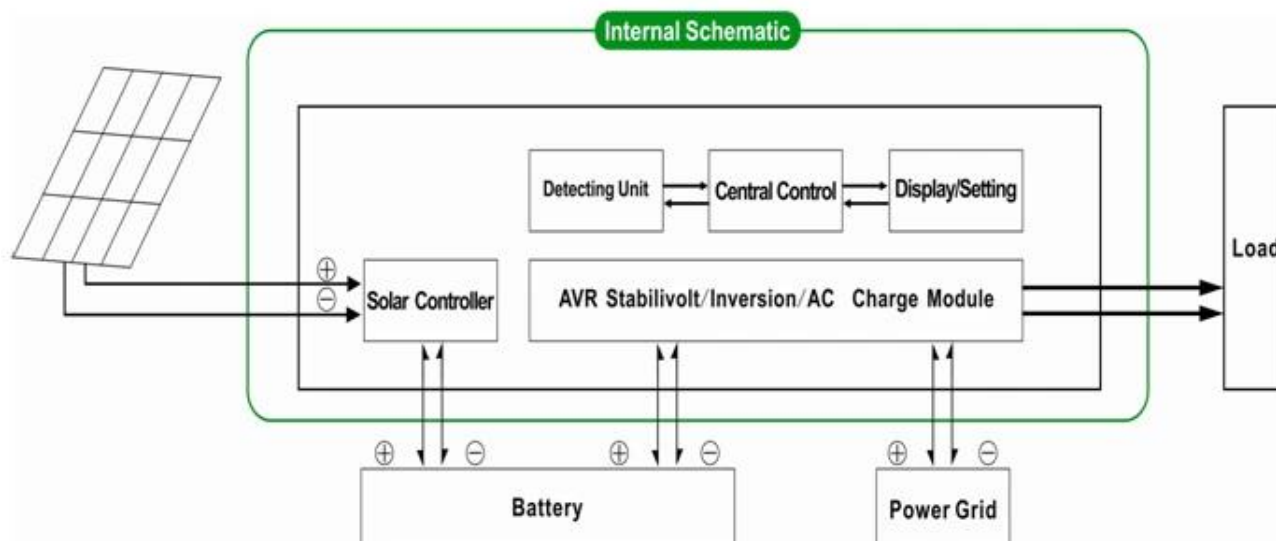 Internal Schematic
Detecting Unit
Central Control
Display/Setting
Load
⊕
⊖
Solar Controller
AVR Stabilivolt/Inversion/AC Charge Module
⊕ ⊖ ⊕ ⊖ ⊕ ⊖
Battery
Power Grid